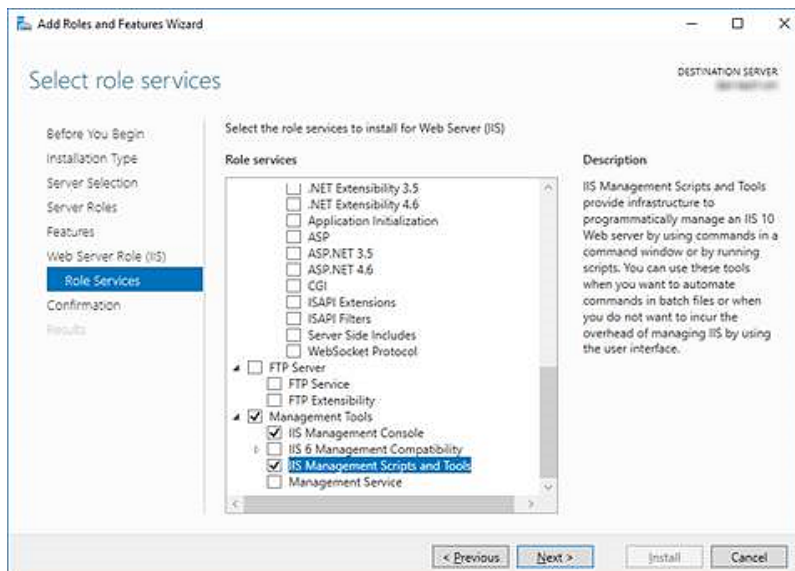 Add Roles and Features Wizard
Select role services
DESTINATION SERVER
Before You Begin
Installation Type
Server Selection
Server Roles
Features
Web Server Role (IIS)
Role Services
Confirmation
Results
Select the role services to install for Web Server (IIS)
Role services
.NET Extensibility 3.5
.NET Extensibility 4.6
Application Initialization
ASP
ASP.NET 3.5
ASP.NET 4.6
CGI
ISAPI Extensions
ISAPI Filters
Server Side Includes
WebSocket Protocol
FTP Server
FTP Service
FTP Extensibility
Management Tools
IIS Management Console
IIS 6 Management Compatibility
IIS Management Scripts and Tools
Management Service
Description
IIS Management Scripts and Tools
provide infrastructure to
programmatically manage an IIS 10
Web server by using commands in a
command window or by running
scripts. You can use these tools
when you want to automate
commands in batch files or when
you do not want to incur the
overhead of managing IIS by using
the user interface.
< Previous
Next >
Install
Cancel